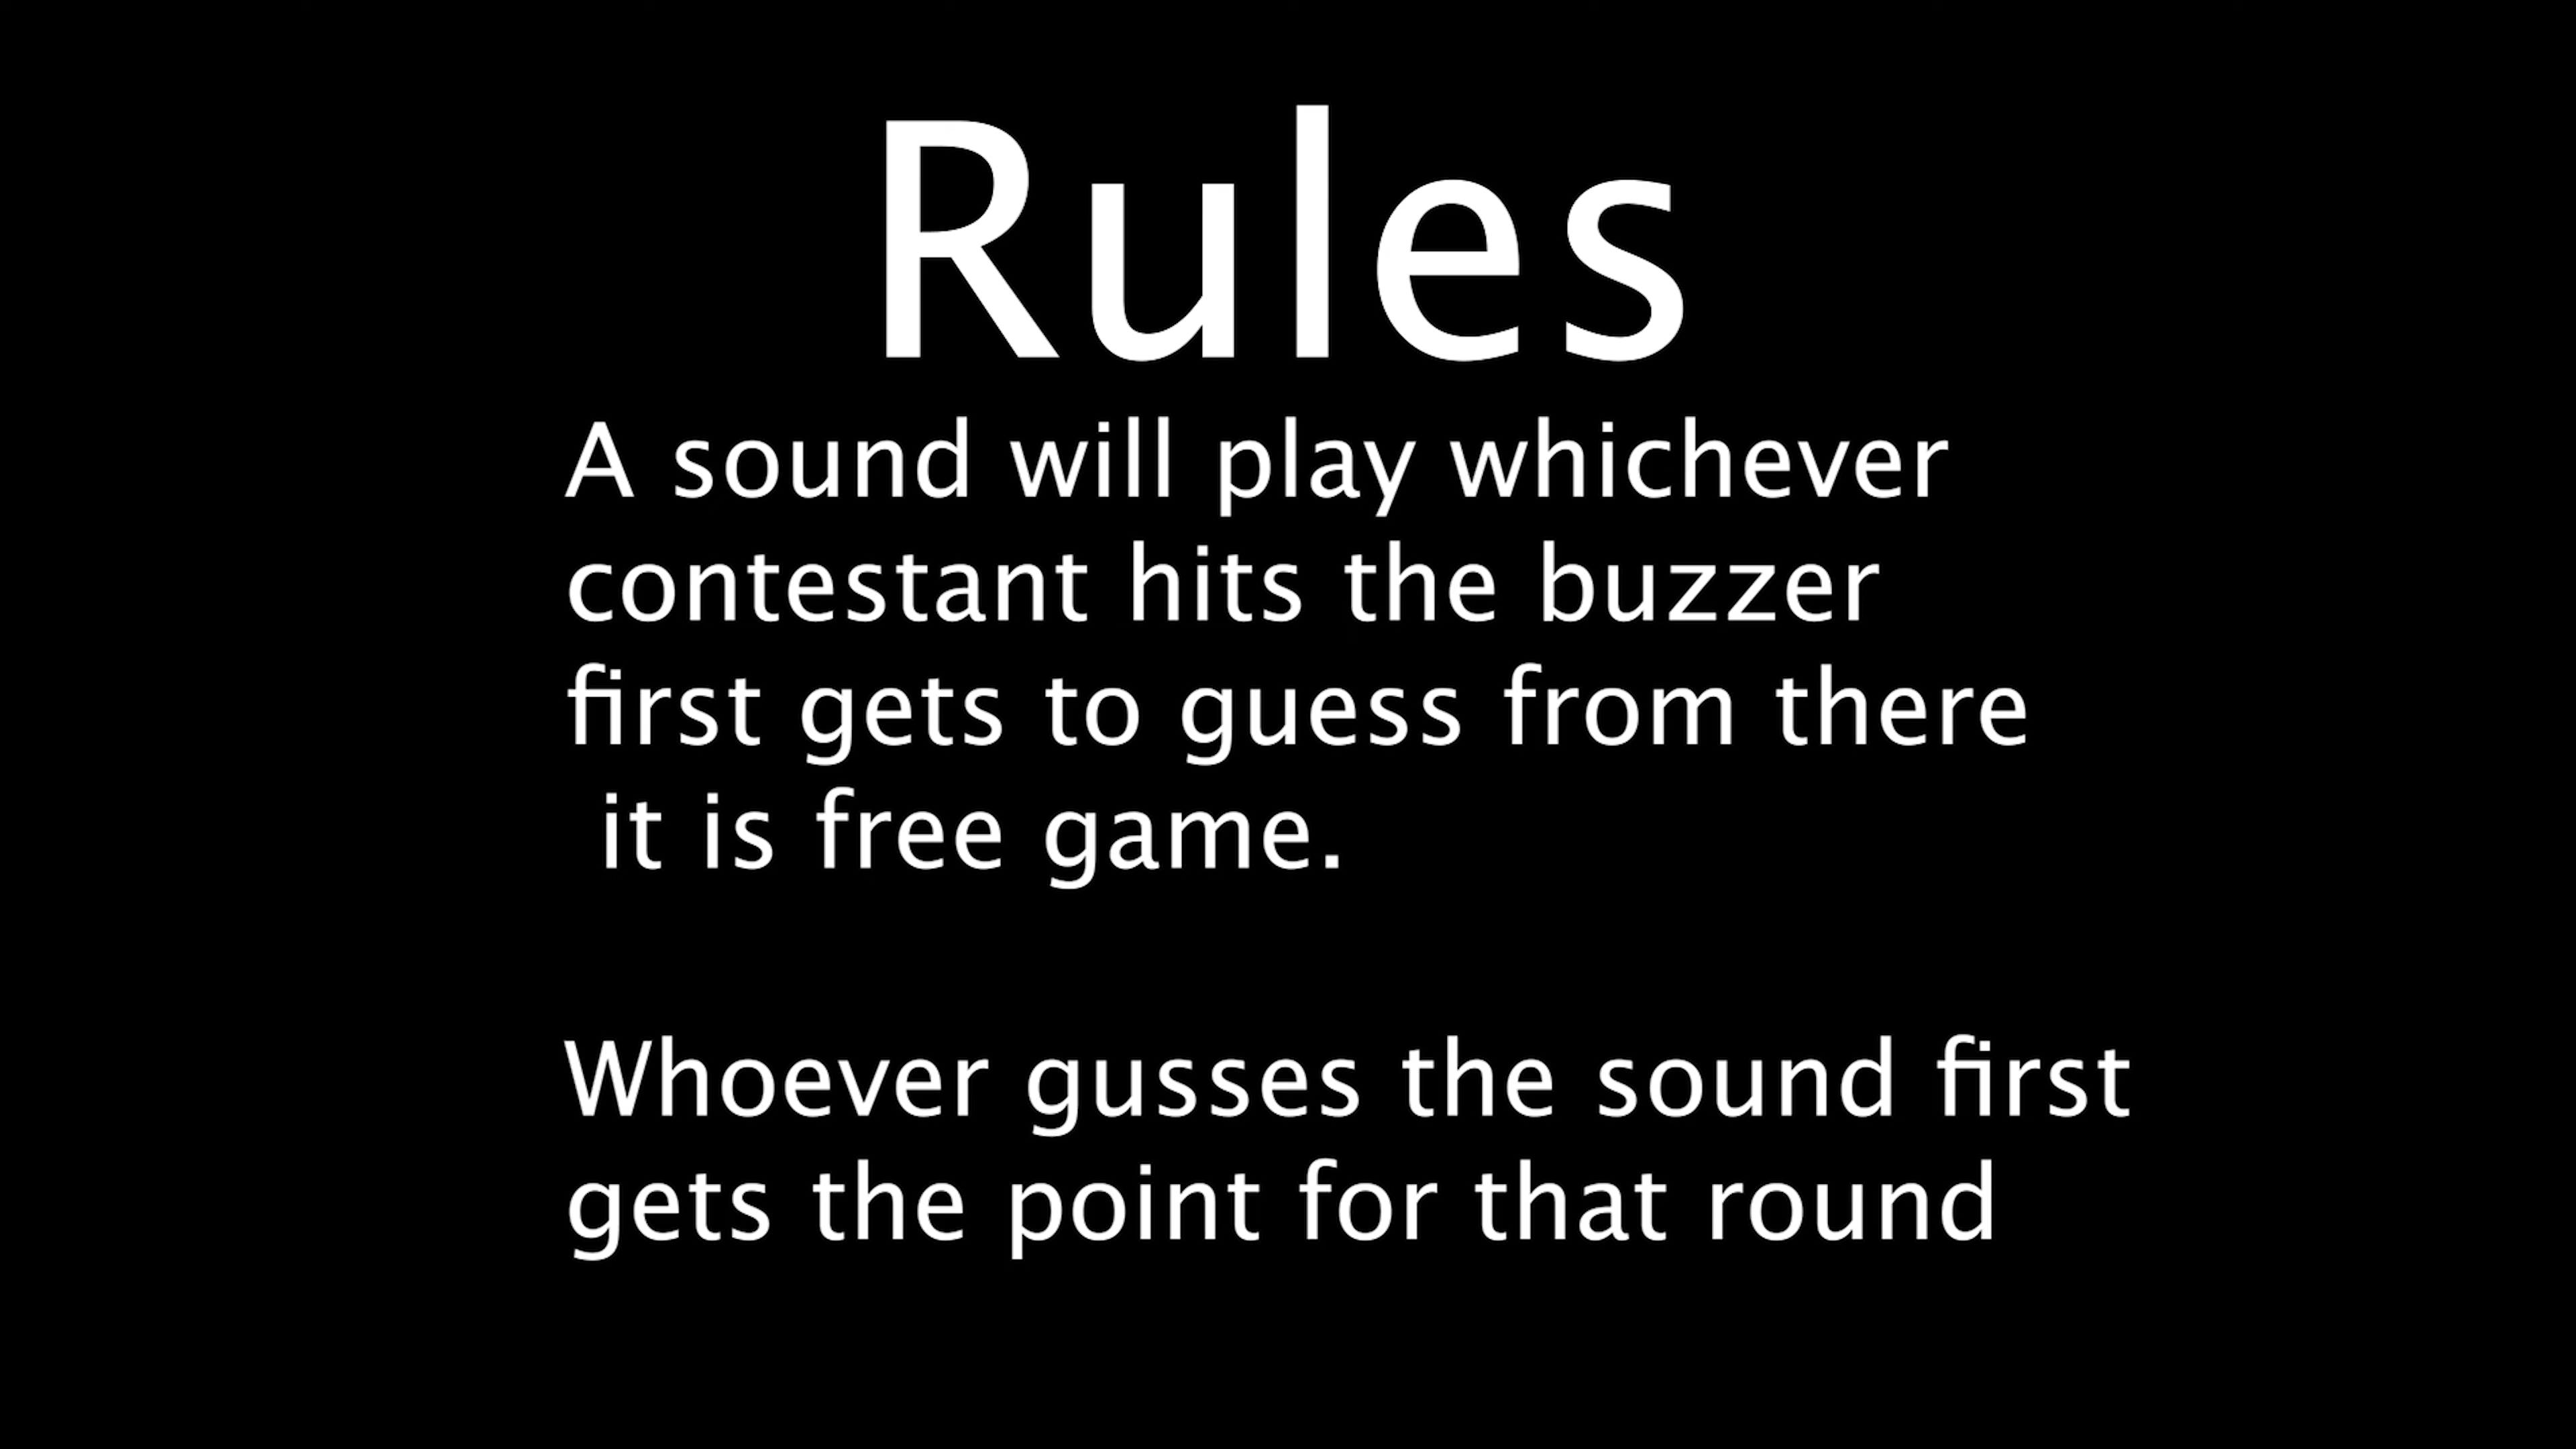 Rules
A sound will play whichever
contestant hits the buzzer
first gets to guess from there
it is free game.
Whoever gusses the sound first
gets the point for that round